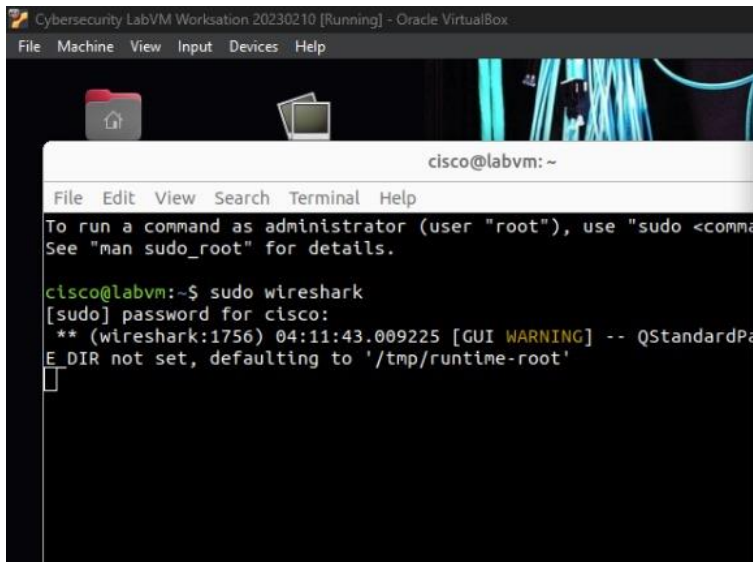 Cybersecurity LabVM Worksation 20230210 [Running] - Oracle VirtualBox
File Machine View Input Devices Help
cisco@labvm: ~
File Edit View Search Terminal Help
To run a command as administrator (user "root"), use "sudo <comma
See "man sudo_root" for details.
cisco@labvm:~$ sudo wireshark
[sudo] password for cisco:
** (wireshark:1756) 04:11:43.009225 [GUI WARNING] -- QStandardPa
E_DIR not set, defaulting to '/tmp/runtime-root'